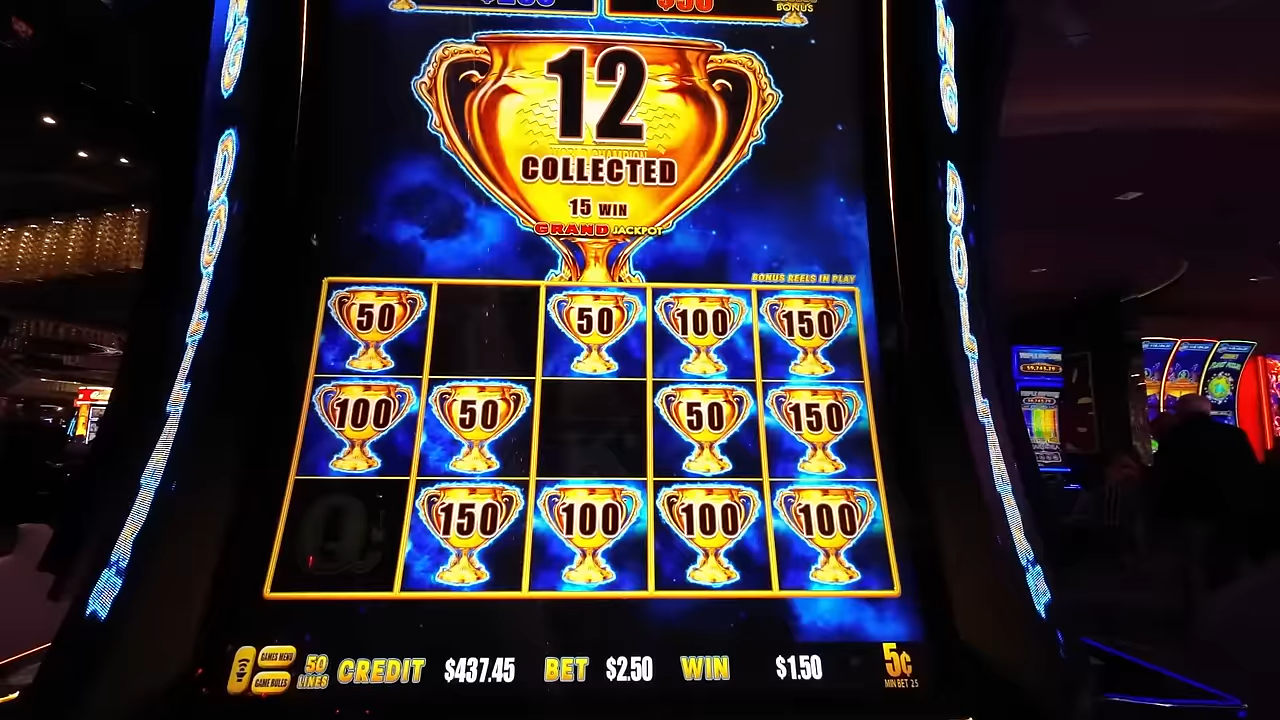 BONUS
12
COLLECTED
15 WIN
GRAND JACKPOT
BONUS REELS IN PLAY
50 50 100 150
100 50 50 150
150 100 100 100
GAMES MENU
GAME RULES
50 LINES
CREDIT $437.45 BET $2.50 WIN $1.50
5¢
MIN BET 25